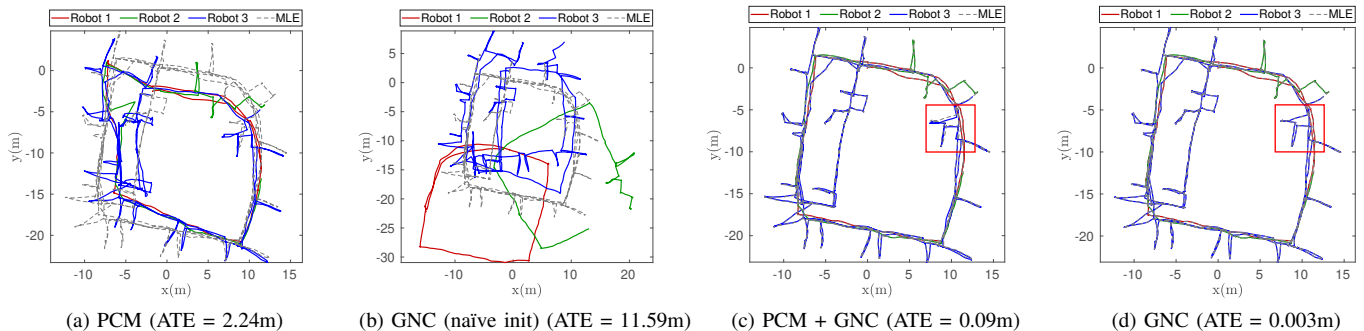 Robot 1 Robot 2 Robot 3 MLE
0
-5
-10
-15
-20
y(m)
-10 -5 0 5 10 15
x(m)
(a) PCM (ATE = 2.24m)
Robot 1 Robot 2 Robot 3 MLE
5
0
-5
-10
-15
-20
-25
-30
y(m)
-10 0 10 20
x(m)
(b) GNC (naïve init) (ATE = 11.59m)
Robot 1 Robot 2 Robot 3 MLE
0
-5
-10
-15
-20
y(m)
-10 -5 0 5 10 15
x(m)
(c) PCM + GNC (ATE = 0.09m)
Robot 1 Robot 2 Robot 3 MLE
0
-5
-10
-15
-20
y(m)
-10 -5 0 5 10 15
x(m)
(d) GNC (ATE = 0.003m)